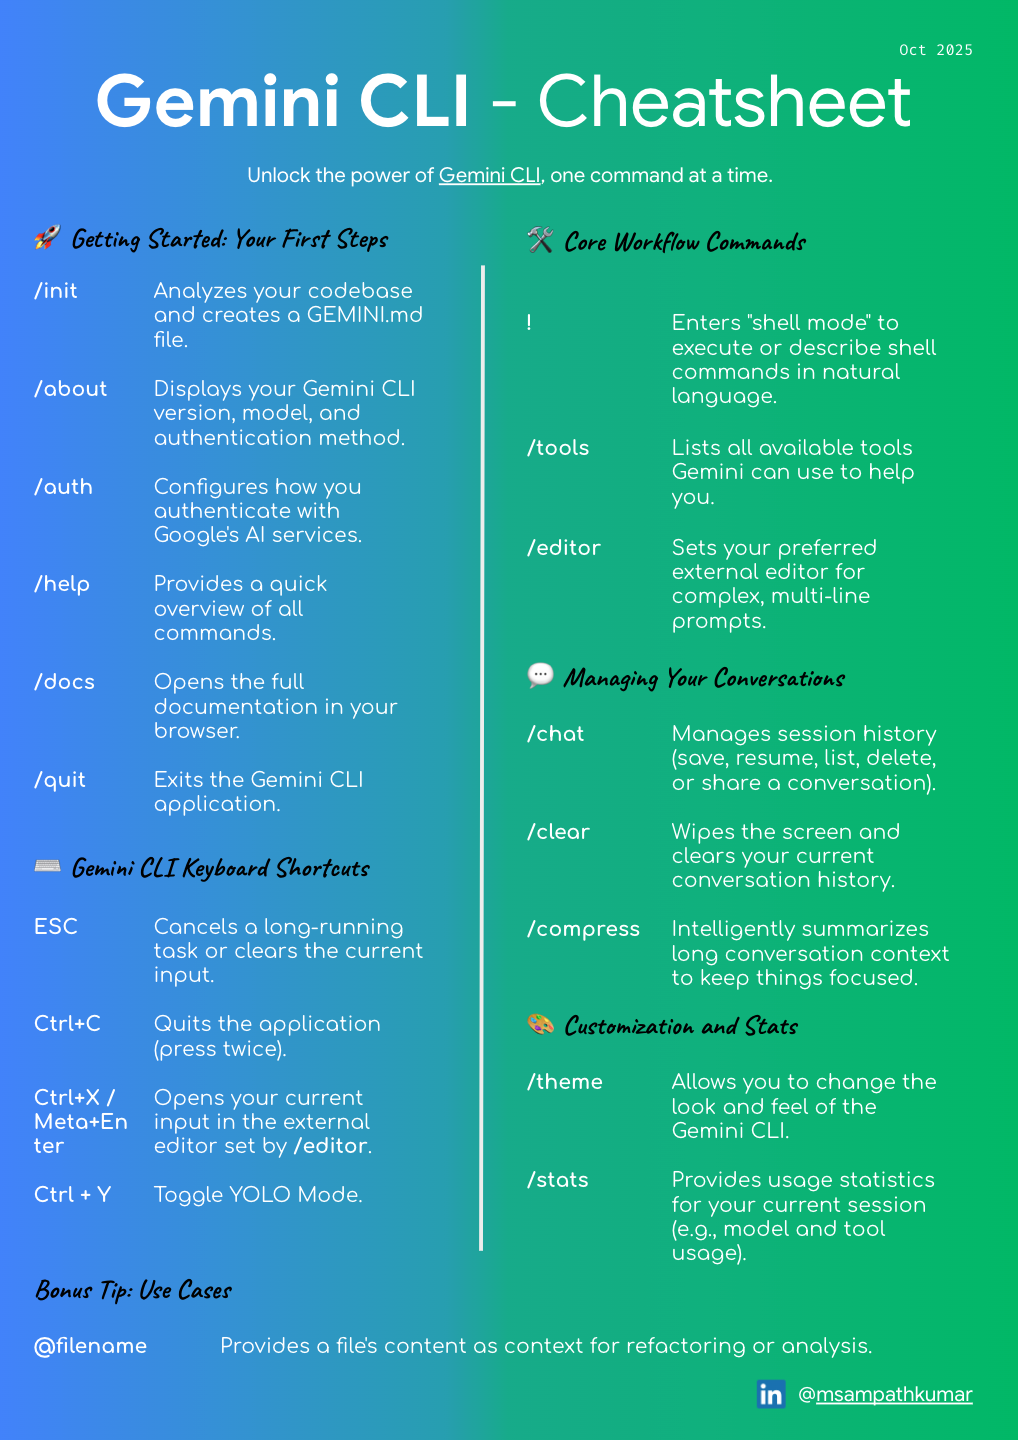 Oct 2025
Gemini CLI - Cheatsheet
Unlock the power of Gemini CLI, one command at a time.
🚀 Getting Started: Your First Steps
/init
Analyzes your codebase
and creates a GEMINI.md
file.
/about
Displays your Gemini CLI
version, model, and
authentication method.
/auth
Configures how you
authenticate with
Google's AI services.
/help
Provides a quick
overview of all
commands.
/docs
Opens the full
documentation in your
browser.
/quit
Exits the Gemini CLI
application.
⌨️ Gemini CLI Keyboard Shortcuts
ESC
Cancels a long-running
task or clears the current
input.
Ctrl+C
Quits the application
(press twice).
Ctrl+X /
Meta+En
ter
Opens your current
input in the external
editor set by /editor.
Ctrl + Y
Toggle YOLO Mode.
🛠️ Core Workflow Commands
!
Enters "shell mode" to
execute or describe shell
commands in natural
language.
/tools
Lists all available tools
Gemini can use to help
you.
/editor
Sets your preferred
external editor for
complex, multi-line
prompts.
💬 Managing Your Conversations
/chat
Manages session history
(save, resume, list, delete,
or share a conversation).
/clear
Wipes the screen and
clears your current
conversation history.
/compress
Intelligently summarizes
long conversation context
to keep things focused.
🎨 Customization and Stats
/theme
Allows you to change the
look and feel of the
Gemini CLI.
/stats
Provides usage statistics
for your current session
(e.g., model and tool
usage).
Bonus Tip: Use Cases
@filename
Provides a file's content as context for refactoring or analysis.
in @msampathkumar